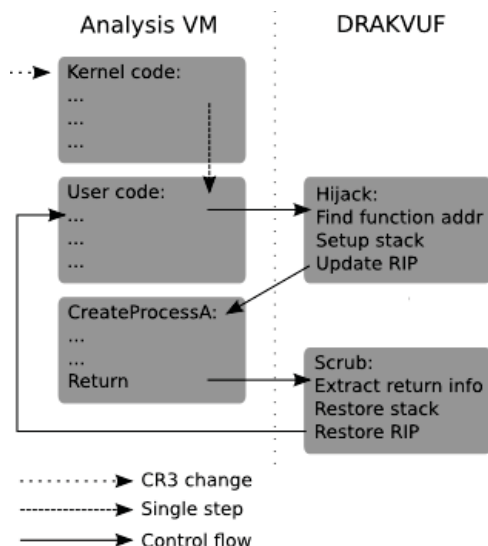 Analysis VM
DRAKVUF
Kernel code:
...
...
...
User code:
...
...
...
Hijack:
Find function addr
Setup stack
Update RIP
CreateProcessA:
...
...
Return
Scrub:
Extract return info
Restore stack
Restore RIP
CR3 change
Single step
Control flow